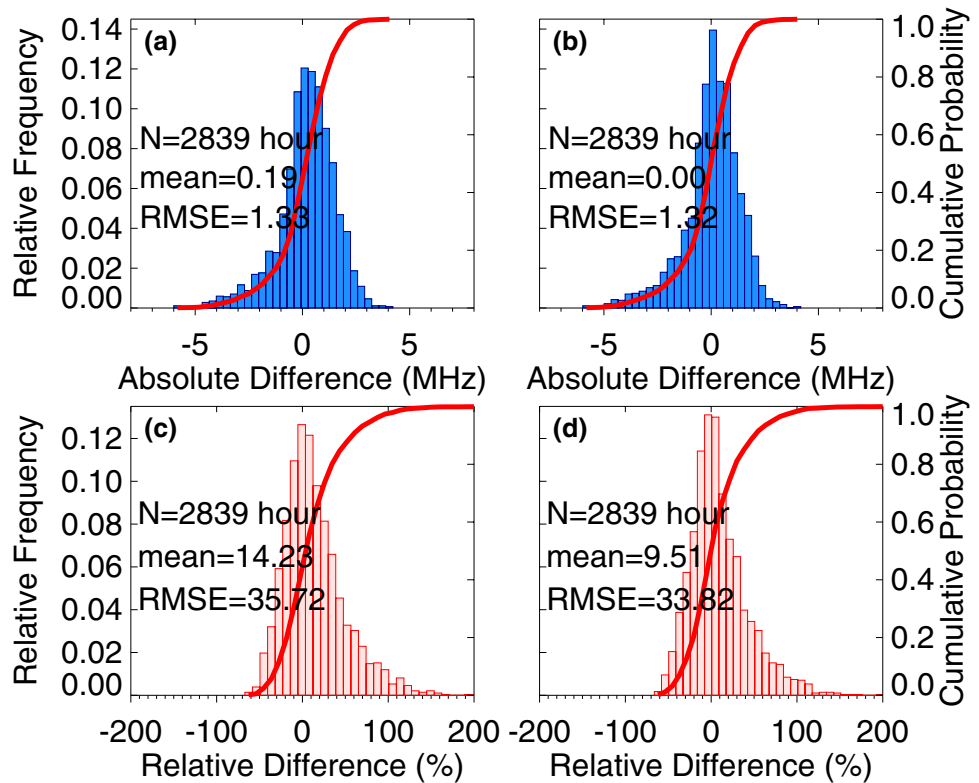 (a)
0.14
0.12
0.10
0.08
0.06
0.04
0.02
0.00
Relative Frequency
N=2839 hour
mean=0.19
RMSE=1.33
-5 0 5
Absolute Difference (MHz)
(b)
1.0
0.8
0.6
0.4
0.2
0.0
Cumulative Probability
N=2839 hour
mean=0.00
RMSE=1.32
-5 0 5
Absolute Difference (MHz)
(c)
0.12
0.10
0.08
0.06
0.04
0.02
0.00
Relative Frequency
N=2839 hour
mean=14.23
RMSE=35.72
-200 -100 0 100 200
Relative Difference (%)
(d)
1.0
0.8
0.6
0.4
0.2
0.0
Cumulative Probability
N=2839 hour
mean=9.51
RMSE=33.82
-200 -100 0 100 200
Relative Difference (%)